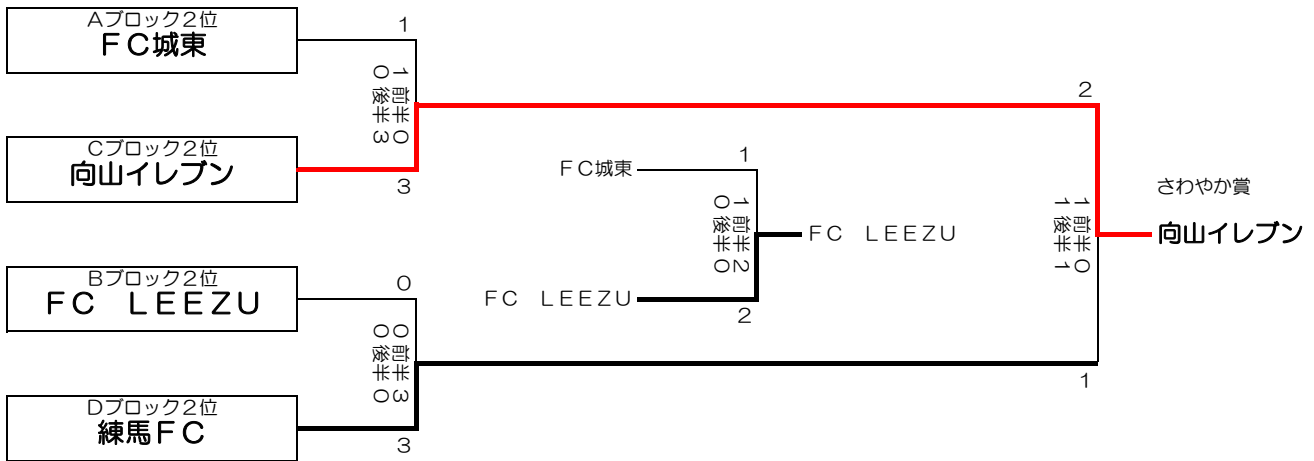 Aブロック2位
FC城東
1
1 前半 0
0 後半 3
Cブロック2位
向山イレブン
3
Bブロック2位
FC LEEZU
0
0 前半 3
0 後半 0
Dブロック2位
練馬FC
3
FC城東
1
1 前半 2
0 後半 0
FC LEEZU
FC LEEZU
2
2
1 前半 0
1 後半 1
1
さわやか賞
向山イレブン